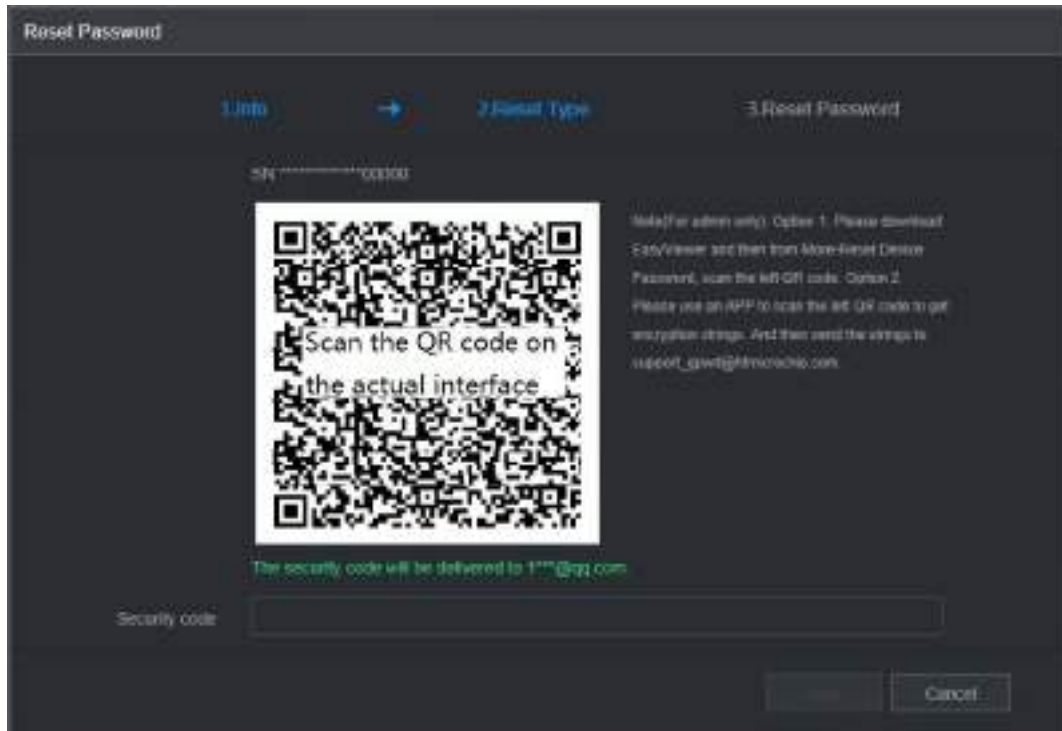 Reset Password
1.Info → 2.Reset Type 3.Reset Password
SN
Note(For admin only): Option 1. Please download
EasyViewer and then from More-Reset Device
Password, scan the left QR code. Option 2.
Please use an APP to scan the left QR code to get
encryption strings. And then send the strings to
Scan the QR code on
the actual interface
The security code will be delivered to 1***@qq.com
Security code
Cancel